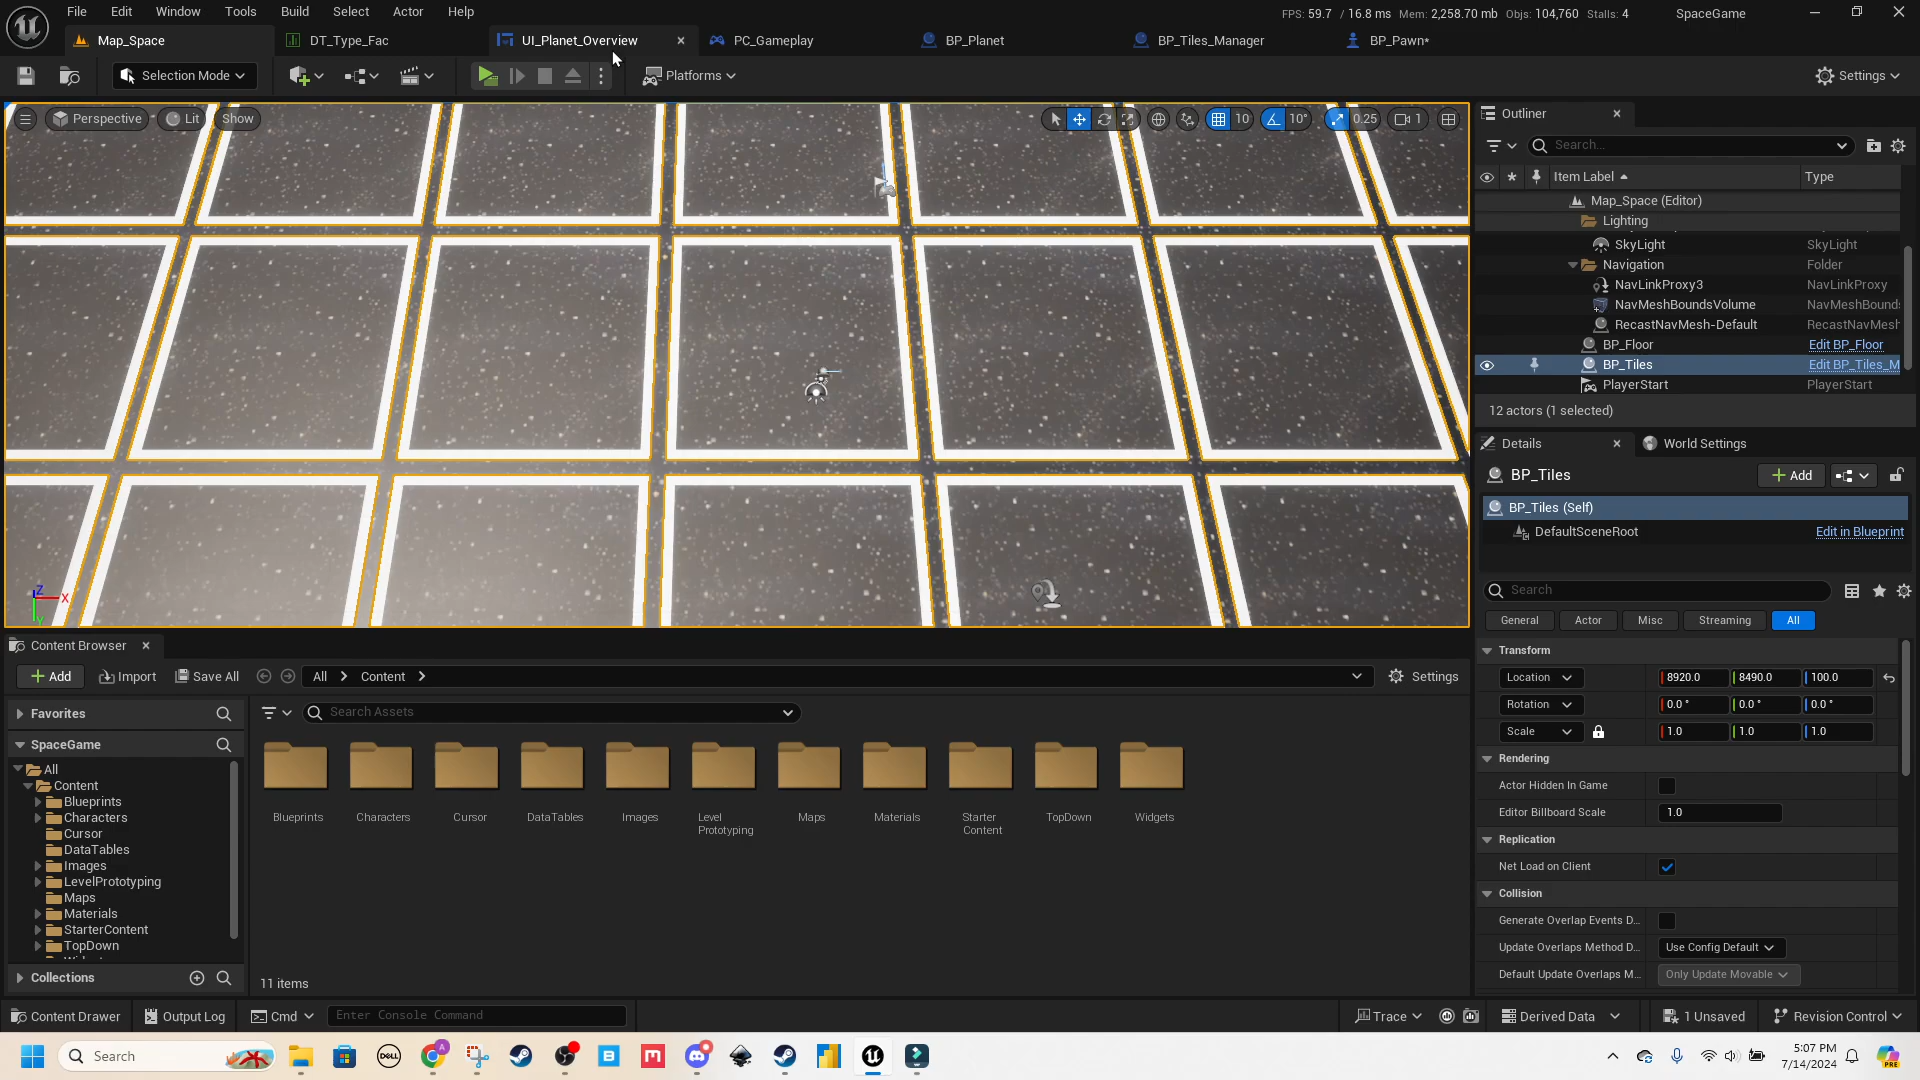 File Edit Window Tools Build Select Actor Help
FPS: 59.7 / 16.8 ms Mem: 2,258.70 mb Objs: 104,760 Stalls: 4 SpaceGame
Map_Space DT_Type_Fac UI_Planet_Overview PC_Gameplay BP_Planet BP_Tiles_Manager BP_Pawn*
Selection Mode Platforms Settings
Perspective Lit Show 10 10° 0.25 1
Outliner
Search...
Item Label Type
Map_Space (Editor)
Lighting
SkyLight SkyLight
Navigation Folder
NavLinkProxy3 NavLinkProxy
NavMeshBoundsVolume NavMeshBounds
RecastNavMesh-Default RecastNavMesh
BP_Floor Edit BP_Floor
BP_Tiles Edit BP_Tiles_M
PlayerStart PlayerStart
12 actors (1 selected)
Details World Settings
BP_Tiles Add
BP_Tiles (Self)
DefaultSceneRoot Edit in Blueprint
Search
General Actor Misc Streaming All
Transform
Location 8920.0 8490.0 100.0
Rotation 0.0 ° 0.0 ° 0.0 °
Scale 1.0 1.0 1.0
Rendering
Actor Hidden In Game
Editor Billboard Scale 1.0
Replication
Net Load on Client
Collision
Generate Overlap Events D...
Update Overlaps Method D... Use Config Default
Default Update Overlaps M... Only Update Movable
Z X
Content Browser
Add Import Save All All Content Settings
Favorites
Search Assets
SpaceGame
All
Content
Blueprints
Characters
Cursor
DataTables
Images
LevelPrototyping
Maps
Materials
StarterContent
TopDown
Collections
Blueprints Characters Cursor DataTables Images Level Prototyping Maps Materials Starter Content TopDown Widgets
11 items
Content Drawer Output Log Cmd Enter Console Command Trace Derived Data 1 Unsaved Revision Control
Search 5:07 PM
7/14/2024